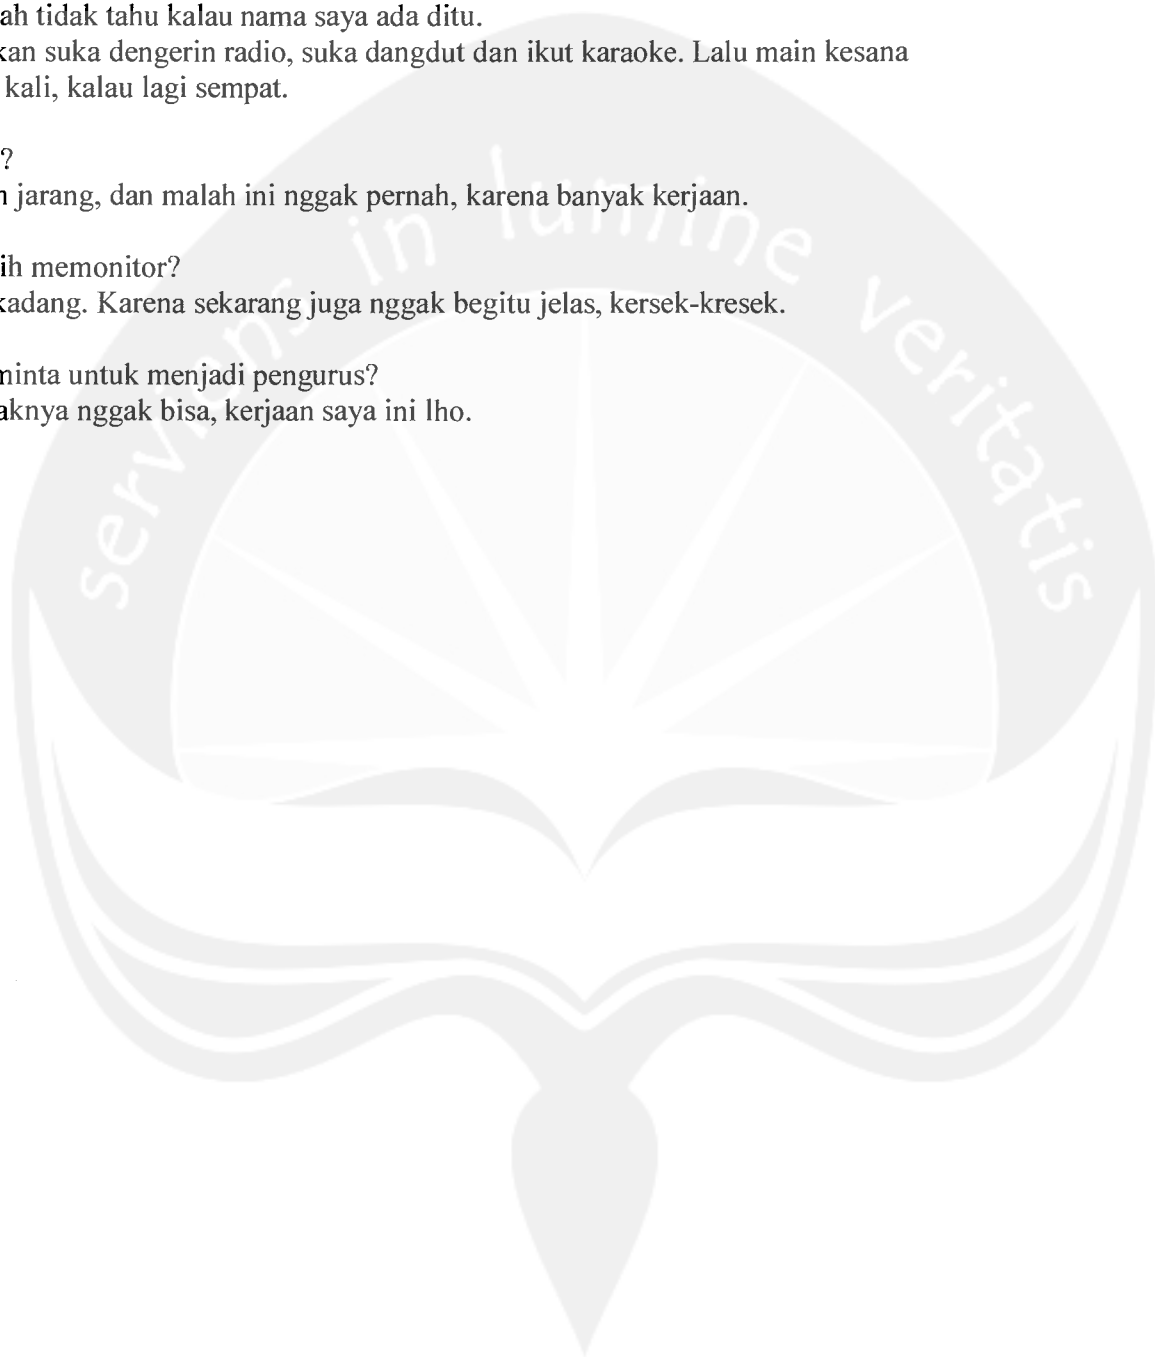 ah tidak tahu kalau nama saya ada ditu.
kan suka dengerin radio, suka dangdut dan ikut karaoke. Lalu main kesana
kali, kalau lagi sempat.
?
jarang, dan malah ini nggak pernah, karena banyak kerjaan.
ih memonitor?
kadang. Karena sekarang juga nggak begitu jelas, kersek-kresek.
minta untuk menjadi pengurus?
aknya nggak bisa, kerjaan saya ini lho.
serviens in lumine veritatis